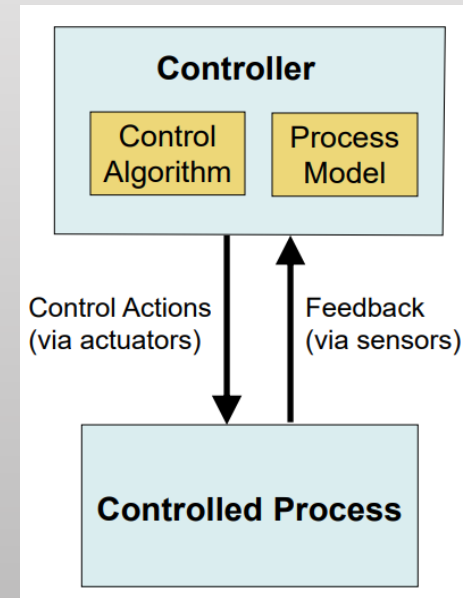 Controller
Control
Algorithm
Process
Model
Control Actions
(via actuators)
Feedback
(via sensors)
Controlled Process